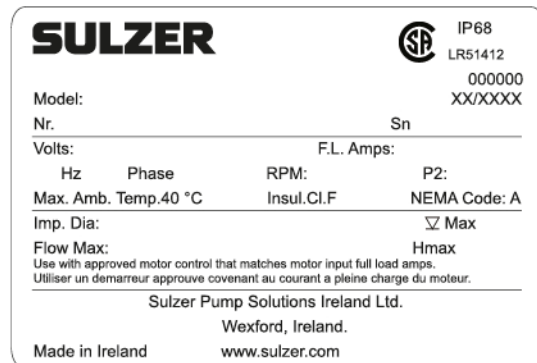 SULZER
IP68
LR51412
000000
Model: XX/XXXX
Nr. Sn
Volts: F.L. Amps:
Hz Phase RPM: P2:
Max. Amb. Temp.40 °C Insul.Cl.F NEMA Code: A
Imp. Dia: Max
Flow Max: Hmax
Use with approved motor control that matches motor input full load amps.
Utiliser un demarreur approuve covenant au courant a pleine charge du moteur.
Sulzer Pump Solutions Ireland Ltd.
Wexford, Ireland.
Made in Ireland www.sulzer.com